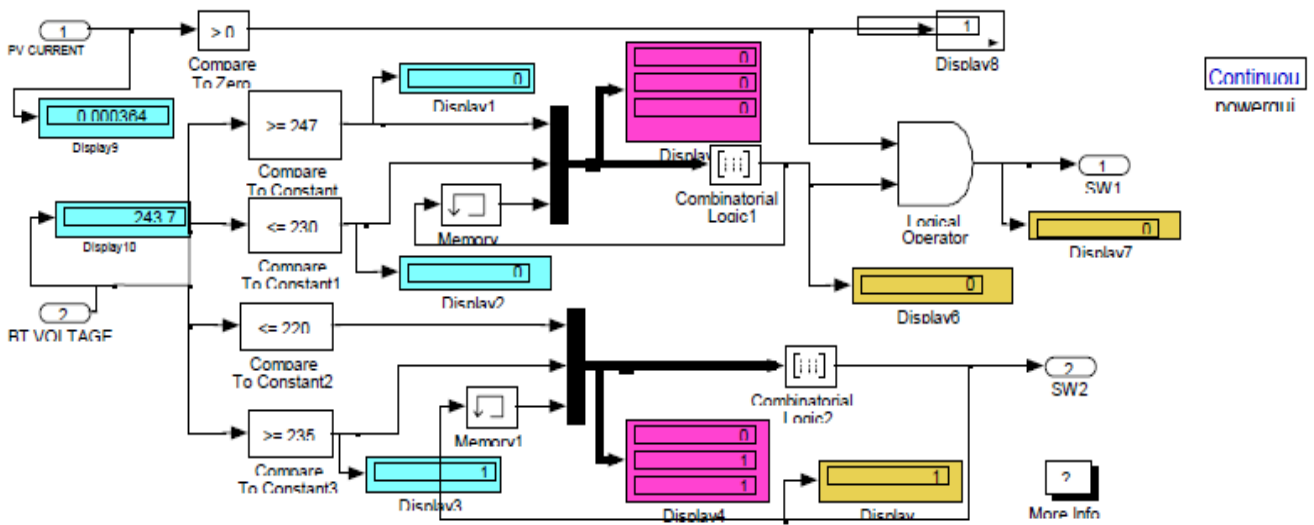 1
PV CURRENT
> 0
Compare
To Zero
1
Display8
Continuou
powergui
0.000364
Display9
>= 247
Compare
To Constant
0
Display1
0
0
0
Display
[|||]
Combinatorial
Logic1
Logical
Operator
1
SW1
0
Display7
243.7
Display10
<= 230
Compare
To Constant1
Memory
0
Display2
0
Display6
2
BT VOLTAGE
<= 220
Compare
To Constant2
[|||]
Combinatorial
Logic2
2
SW2
>= 235
Compare
To Constant3
Memory1
1
Display3
0
1
1
Display4
1
Display
?
More Info